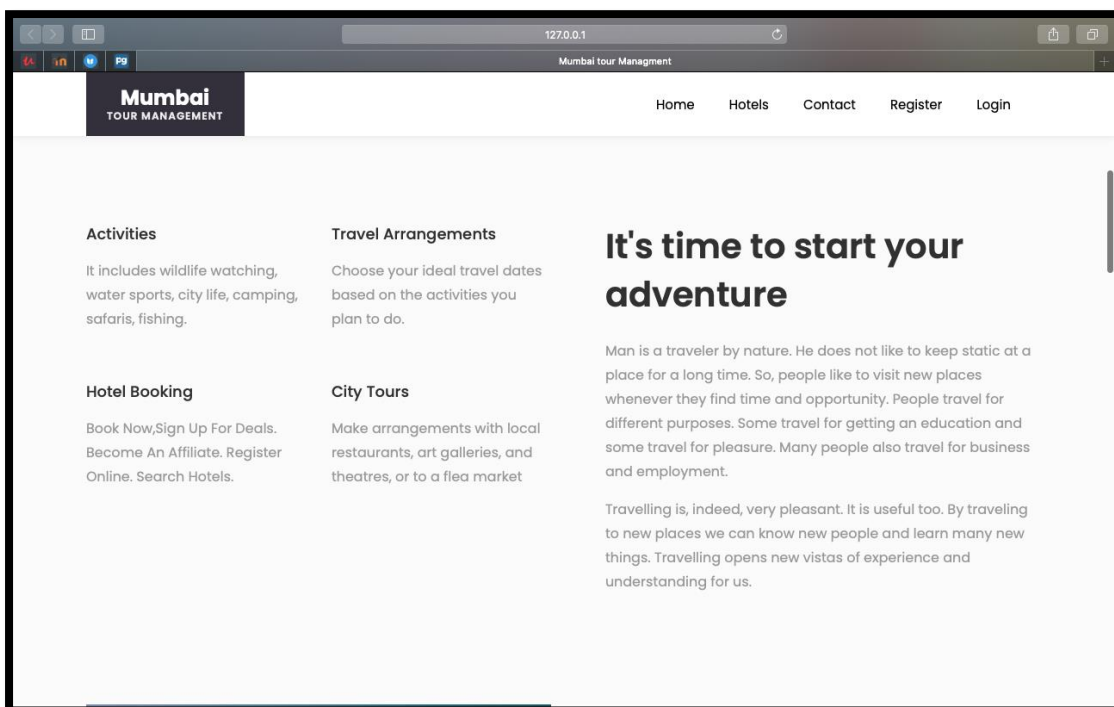 127.0.0.1
in
Pg
Mumbai tour Managment
Mumbai
TOUR MANAGEMENT
Home
Hotels
Contact
Register
Login
Activities
It includes wildlife watching,
water sports, city life, camping,
safaris, fishing.
Travel Arrangements
Choose your ideal travel dates
based on the activities you
plan to do.
Hotel Booking
Book Now,Sign Up For Deals.
Become An Affiliate. Register
Online. Search Hotels.
City Tours
Make arrangements with local
restaurants, art galleries, and
theatres, or to a flea market
It's time to start your
adventure
Man is a traveler by nature. He does not like to keep static at a
place for a long time. So, people like to visit new places
whenever they find time and opportunity. People travel for
different purposes. Some travel for getting an education and
some travel for pleasure. Many people also travel for business
and employment.
Travelling is, indeed, very pleasant. It is useful too. By traveling
to new places we can know new people and learn many new
things. Travelling opens new vistas of experience and
understanding for us.